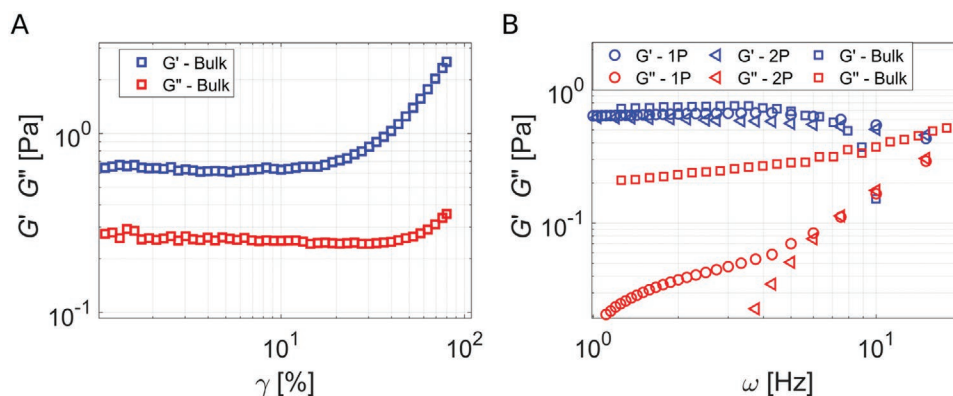 A
G' - Bulk
G" - Bulk
G' G" [Pa]
10⁰
10⁻¹
10¹
10²
γ [%]
B
G' - 1P
G' - 2P
G' - Bulk
G" - 1P
G" - 2P
G" - Bulk
G' G" [Pa]
10⁰
10⁻¹
10⁰
10¹
ω [Hz]